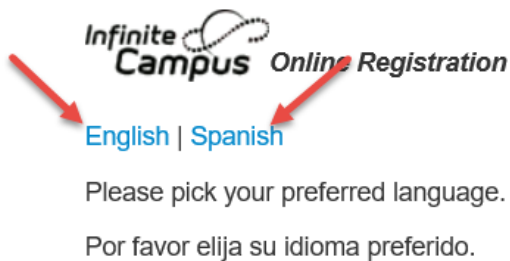 Infinite
Campus Online Registration
English | Spanish
Please pick your preferred language.
Por favor elija su idioma preferido.